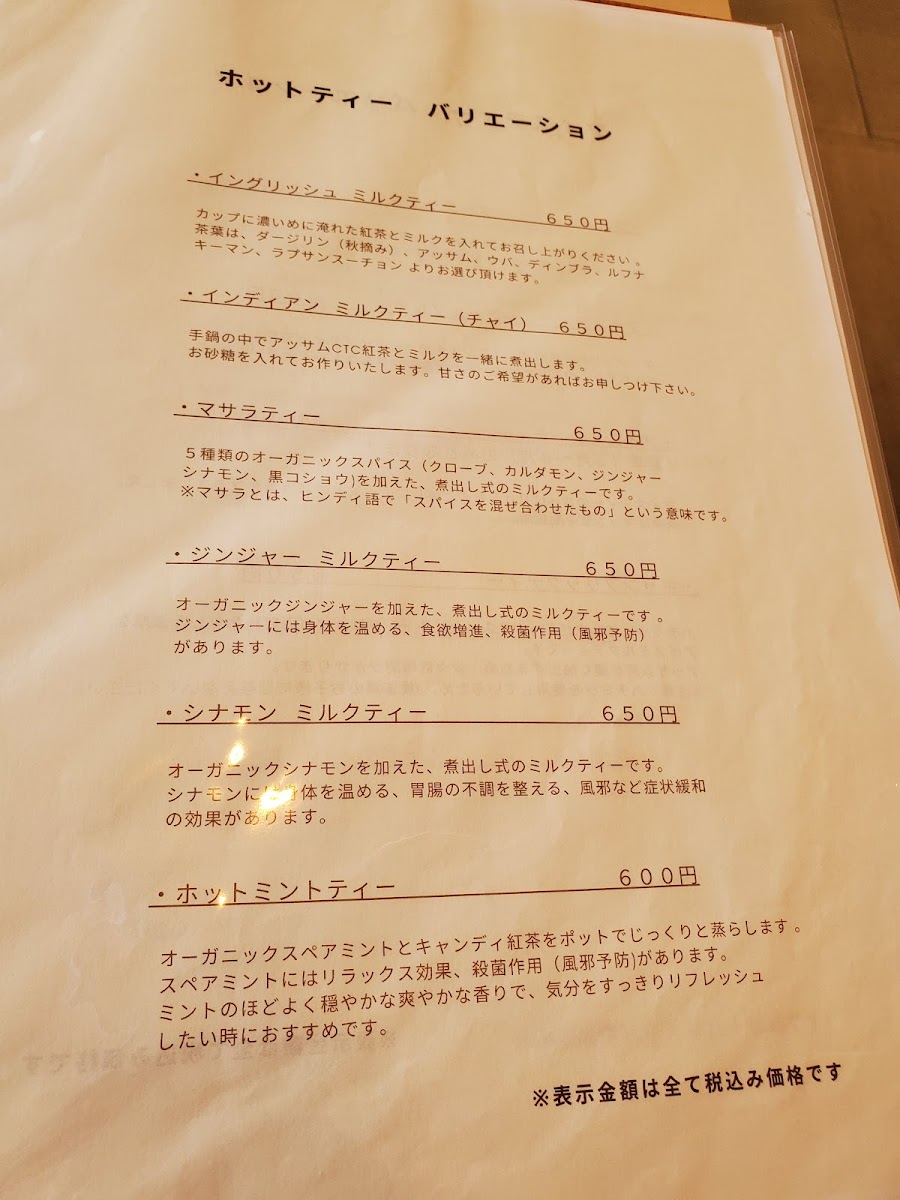 ホットティー　バリエーション
・イングリッシュ ミルクティー　６５０円
カップに濃いめに淹れた紅茶とミルクを入れてお召し上がりください 。
茶葉は、ダージリン（秋摘み）、アッサム、ウバ、ディンブラ、ルフナ
キーマン、ラプサンスーチョン よりお選び頂けます。
・インディアン ミルクティー（チャイ）　６５０円
手鍋の中でアッサムCTC紅茶とミルクを一緒に煮出します。
お砂糖を入れてお作りいたします。甘さのご希望があればお申しつけ下さい。
・マサラティー　６５０円
５種類のオーガニックスパイス（クローブ、カルダモン、ジンジャー
シナモン、黒コショウ)を加えた、煮出し式のミルクティーです。
※マサラとは、ヒンディ語で「スパイスを混ぜ合わせたもの」という意味です。
・ジンジャー ミルクティー　６５０円
オーガニックジンジャーを加えた、煮出し式のミルクティーです 。
ジンジャーには身体を温める、食欲増進、殺菌作用（風邪予防）
があります。
・シナモン ミルクティー　６５０円
オーガニックシナモンを加えた、煮出し式のミルクティーです。
シナモンには身体を温める、胃腸の不調を整える、風邪など症状緩和
の効果があります。
・ホットミントティー　６００円
オーガニックスペアミントとキャンディ紅茶をポットでじっくりと蒸らします 。
スペアミントにはリラックス効果、殺菌作用（風邪予防)があります。
ミントのほどよく穏やかな爽やかな香りで、気分をすっきりリフレッシュ
したい時におすすめです。
※表示金額は全て税込み価格です